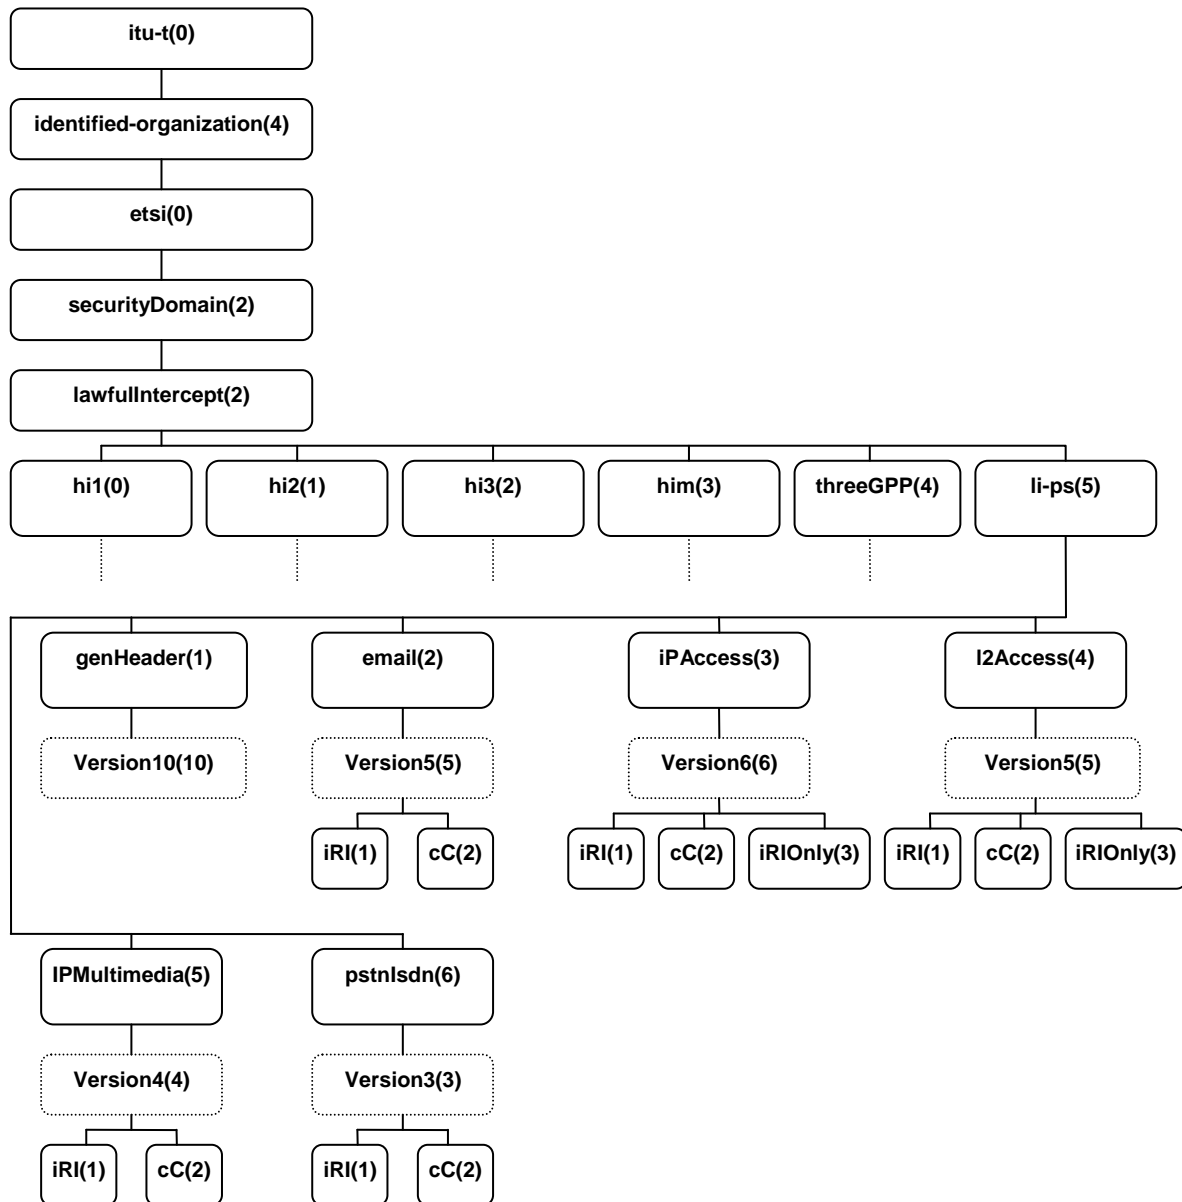 itu-t(0)
identified-organization(4)
etsi(0)
securityDomain(2)
lawfulIntercept(2)
hi1(0)
hi2(1)
hi3(2)
him(3)
threeGPP(4)
li-ps(5)
genHeader(1)
email(2)
iPAccess(3)
l2Access(4)
Version10(10)
Version5(5)
Version6(6)
Version5(5)
iRI(1)
cC(2)
iRI(1)
cC(2)
iRIOnly(3)
iRI(1)
cC(2)
iRIOnly(3)
IPMultimedia(5)
pstnIsdn(6)
Version4(4)
Version3(3)
iRI(1)
cC(2)
iRI(1)
cC(2)